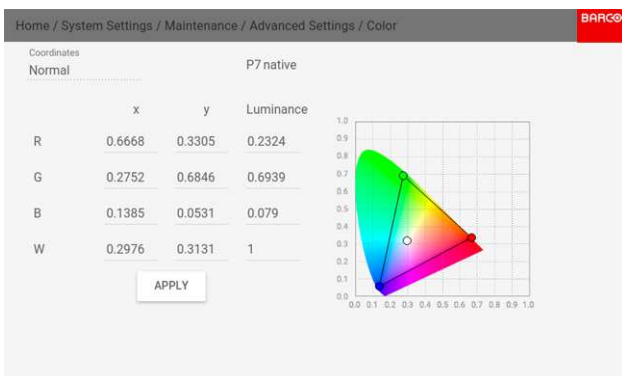 Home / System Settings / Maintenance / Advanced Settings / Color
BARCO
Coordinates
Normal
P7 native
x y Luminance
R 0.6668 0.3305 0.2324
G 0.2752 0.6846 0.6939
B 0.1385 0.0531 0.079
W 0.2976 0.3131 1
APPLY
1.0
0.9
0.8
0.7
0.6
0.5
0.4
0.3
0.2
0.1
0.0
0.0 0.1 0.2 0.3 0.4 0.5 0.6 0.7 0.8 0.9 1.0